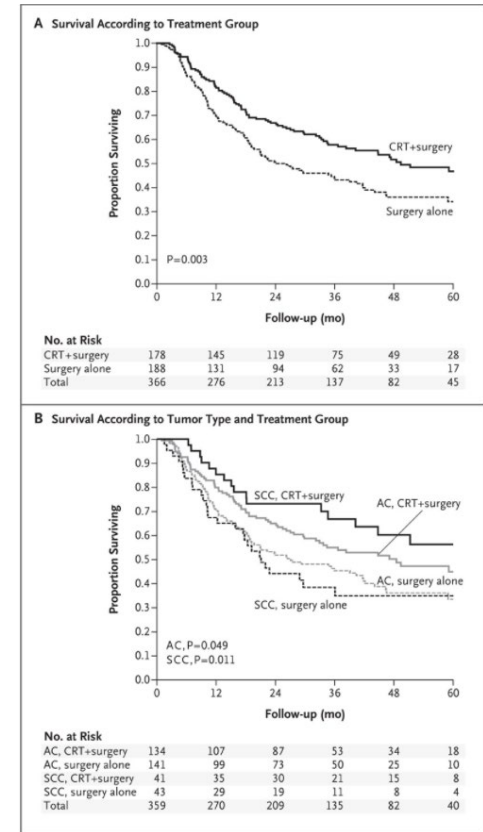 A Survival According to Treatment Group
1.0
0.9
0.8
0.7
0.6
0.5
0.4
0.3
0.2
0.1
0.0
Proportion Surviving
CRT+surgery
Surgery alone
P=0.003
0 12 24 36 48 60
Follow-up (mo)
No. at Risk
CRT+surgery 178 145 119 75 49 28
Surgery alone 188 131 94 62 33 17
Total 366 276 213 137 82 45
B Survival According to Tumor Type and Treatment Group
1.0
0.9
0.8
0.7
0.6
0.5
0.4
0.3
0.2
0.1
0.0
Proportion Surviving
SCC, CRT+surgery
AC, CRT+surgery
AC, surgery alone
SCC, surgery alone
AC, P=0.049
SCC, P=0.011
0 12 24 36 48 60
Follow-up (mo)
No. at Risk
AC, CRT+surgery 134 107 87 53 34 18
AC, surgery alone 141 99 73 50 25 10
SCC, CRT+surgery 41 35 30 21 15 8
SCC, surgery alone 43 29 19 11 8 4
Total 359 270 209 135 82 40